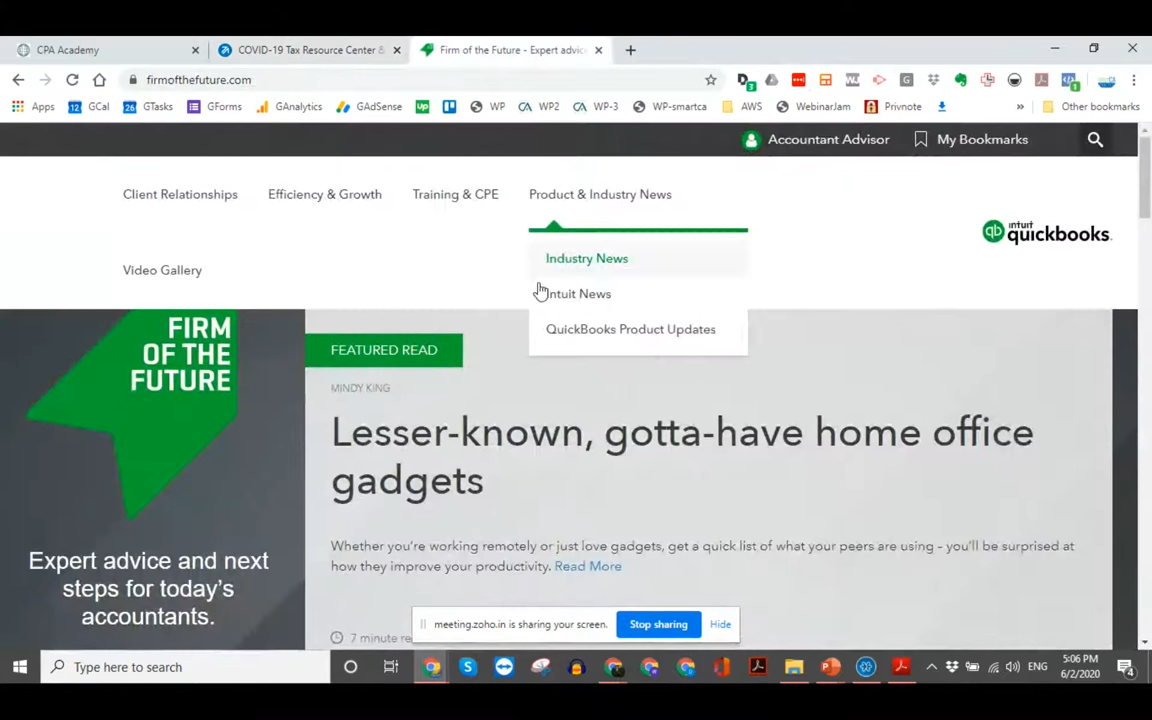 CPA Academy
COVID-19 Tax Resource Center &
Firm of the Future - Expert advic
firmofthefuture.com
Apps
GCal
GTasks
GForms
GAnalytics
GAdSense
WP
WP2
WP-3
WP-smartca
AWS
WebinarJam
Privnote
»
Other bookmarks
Accountant Advisor
My Bookmarks
Client Relationships
Efficiency & Growth
Training & CPE
Product & Industry News
intuit
quickbooks.
Industry News
Video Gallery
Intuit News
QuickBooks Product Updates
FIRM
OF THE
FUTURE
FEATURED READ
MINDY KING
Lesser-known, gotta-have home office
gadgets
Whether you're working remotely or just love gadgets, get a quick list of what your peers are using – you'll be surprised at
how they improve your productivity. Read More
Expert advice and next
steps for today's
accountants.
meeting.zoho.in is sharing your screen.
Stop sharing
Hide
7 minute re
Type here to search
ENG
5:06 PM
6/2/2020